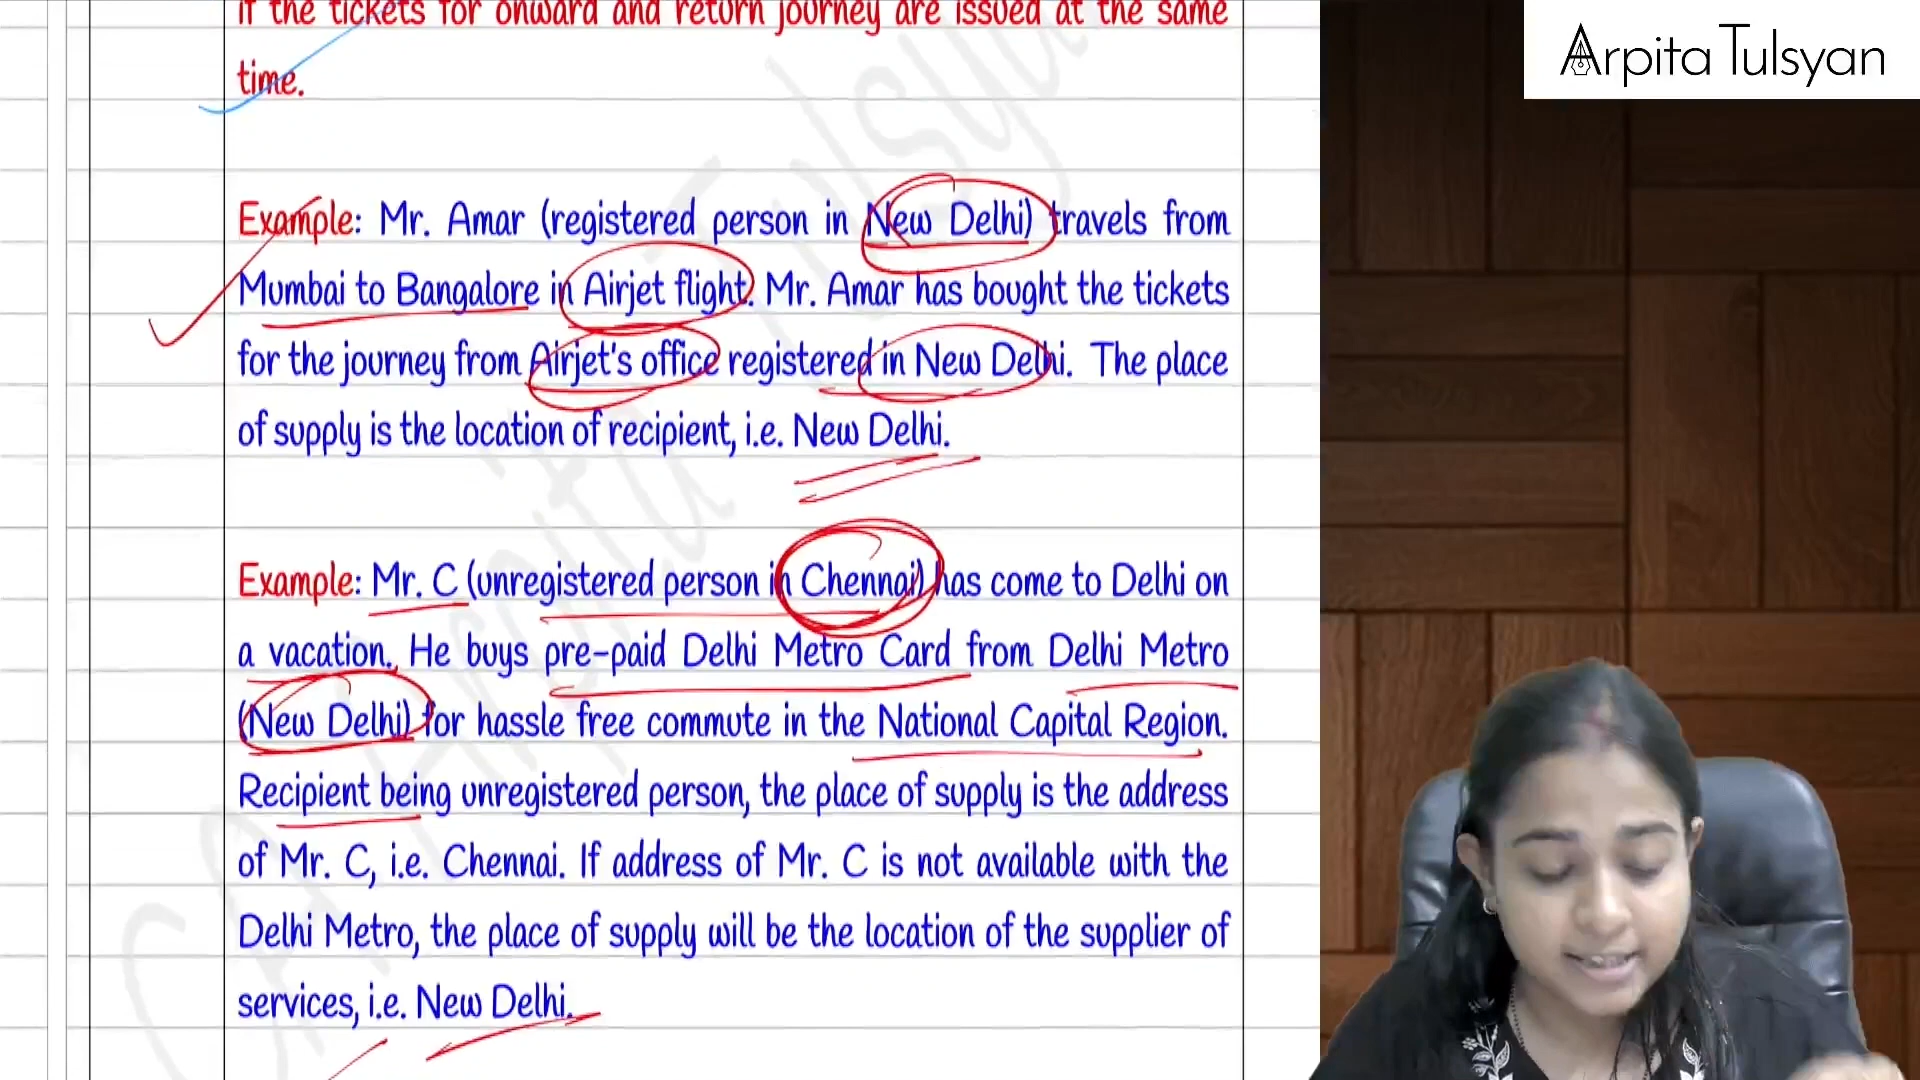 if the tickets for onward and return journey are issued at the same
time.
Arpita Tulsyan
Example: Mr. Amar (registered person in New Delhi) travels from
Mumbai to Bangalore in Airjet flight. Mr. Amar has bought the tickets
for the journey from Airjet's office registered in New Delhi. The place
of supply is the location of recipient, i.e. New Delhi.
Example: Mr. C (unregistered person in Chennai) has come to Delhi on
a vacation. He buys pre-paid Delhi Metro Card from Delhi Metro
(New Delhi) for hassle free commute in the National Capital Region.
Recipient being unregistered person, the place of supply is the address
of Mr. C, i.e. Chennai. If address of Mr. C is not available with the
Delhi Metro, the place of supply will be the location of the supplier of
services, i.e. New Delhi.
CA Arpita Tulsyan